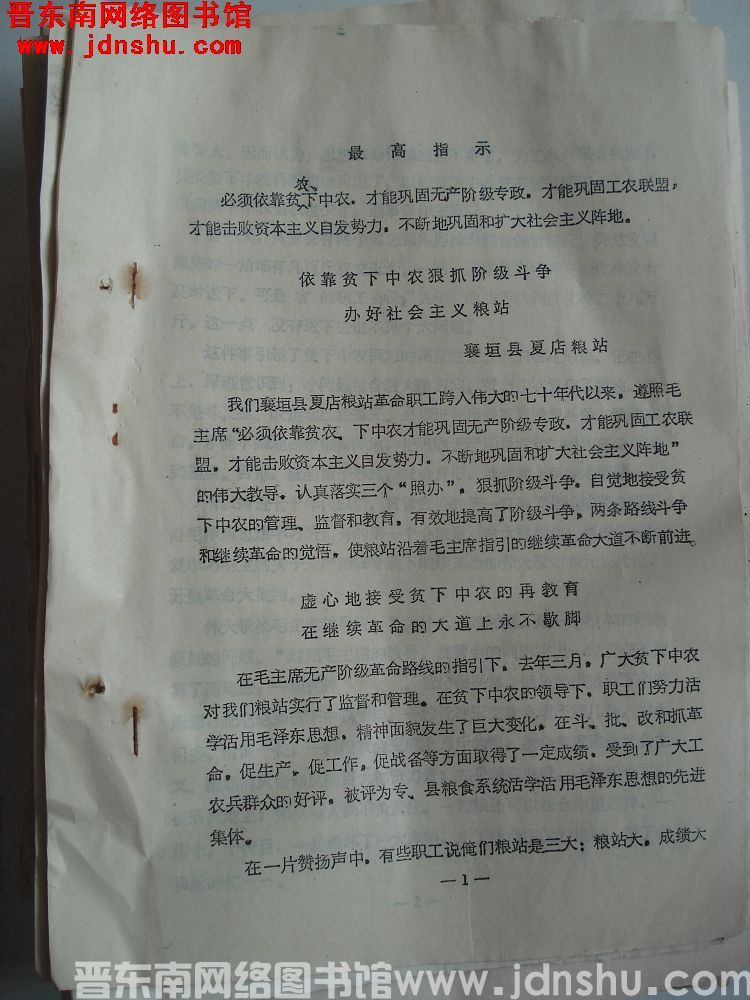 晋东南网络图书馆
www.jdnshu.com
最高指示
农、
必须依靠贫下中农．才能巩固无产阶级专政．才能巩固工农联盟，
才能击败资本主义自发势力．不断地巩固和扩大社会主义阵地。
依靠贫下中农狠抓阶级斗争
办好社会主义粮站
襄垣县夏店粮站
我们襄垣县夏店粮站革命职工跨入伟大的七十年代以来，遵照毛
主席“必须依靠贫农、下中农才能巩固无产阶级专政．才能巩固工农联
盟．才能击败资本主义自发势力．不断地巩固和扩大社会主义阵地”
的伟大教导．认真落实三个“照办”，狠抓阶级斗争．自觉地接受贫
下中农的管理、监督和教育，有效地提高了阶级斗争，两条路线斗争
和继续革命的觉悟，使粮站沿着毛主席指引的继续革命大道不断前进。
虚心地接受贫下中农的再教育
在继续革命的大道上永不歇脚
在毛主席无产阶级革命路线的指引下．去年三月，广大贫下中农
对我们粮站实行了监督和管理。在贫下中农的领导下．职工们努力活
学活用毛泽东思想．精神面貌发生了巨大变化，在斗、批、改和抓革
命，促生产，促工作，促战备等方面取得了一定成绩．受到了广大工
农兵群众的好评，被评为专、县粮食系统活学活用毛泽东思想的先进
集体。
在一片赞扬声中，有些职工说俺们粮站是三大：粮站大，成绩大
—1—
—2—
晋东南网络图书馆www.jdnshu.com